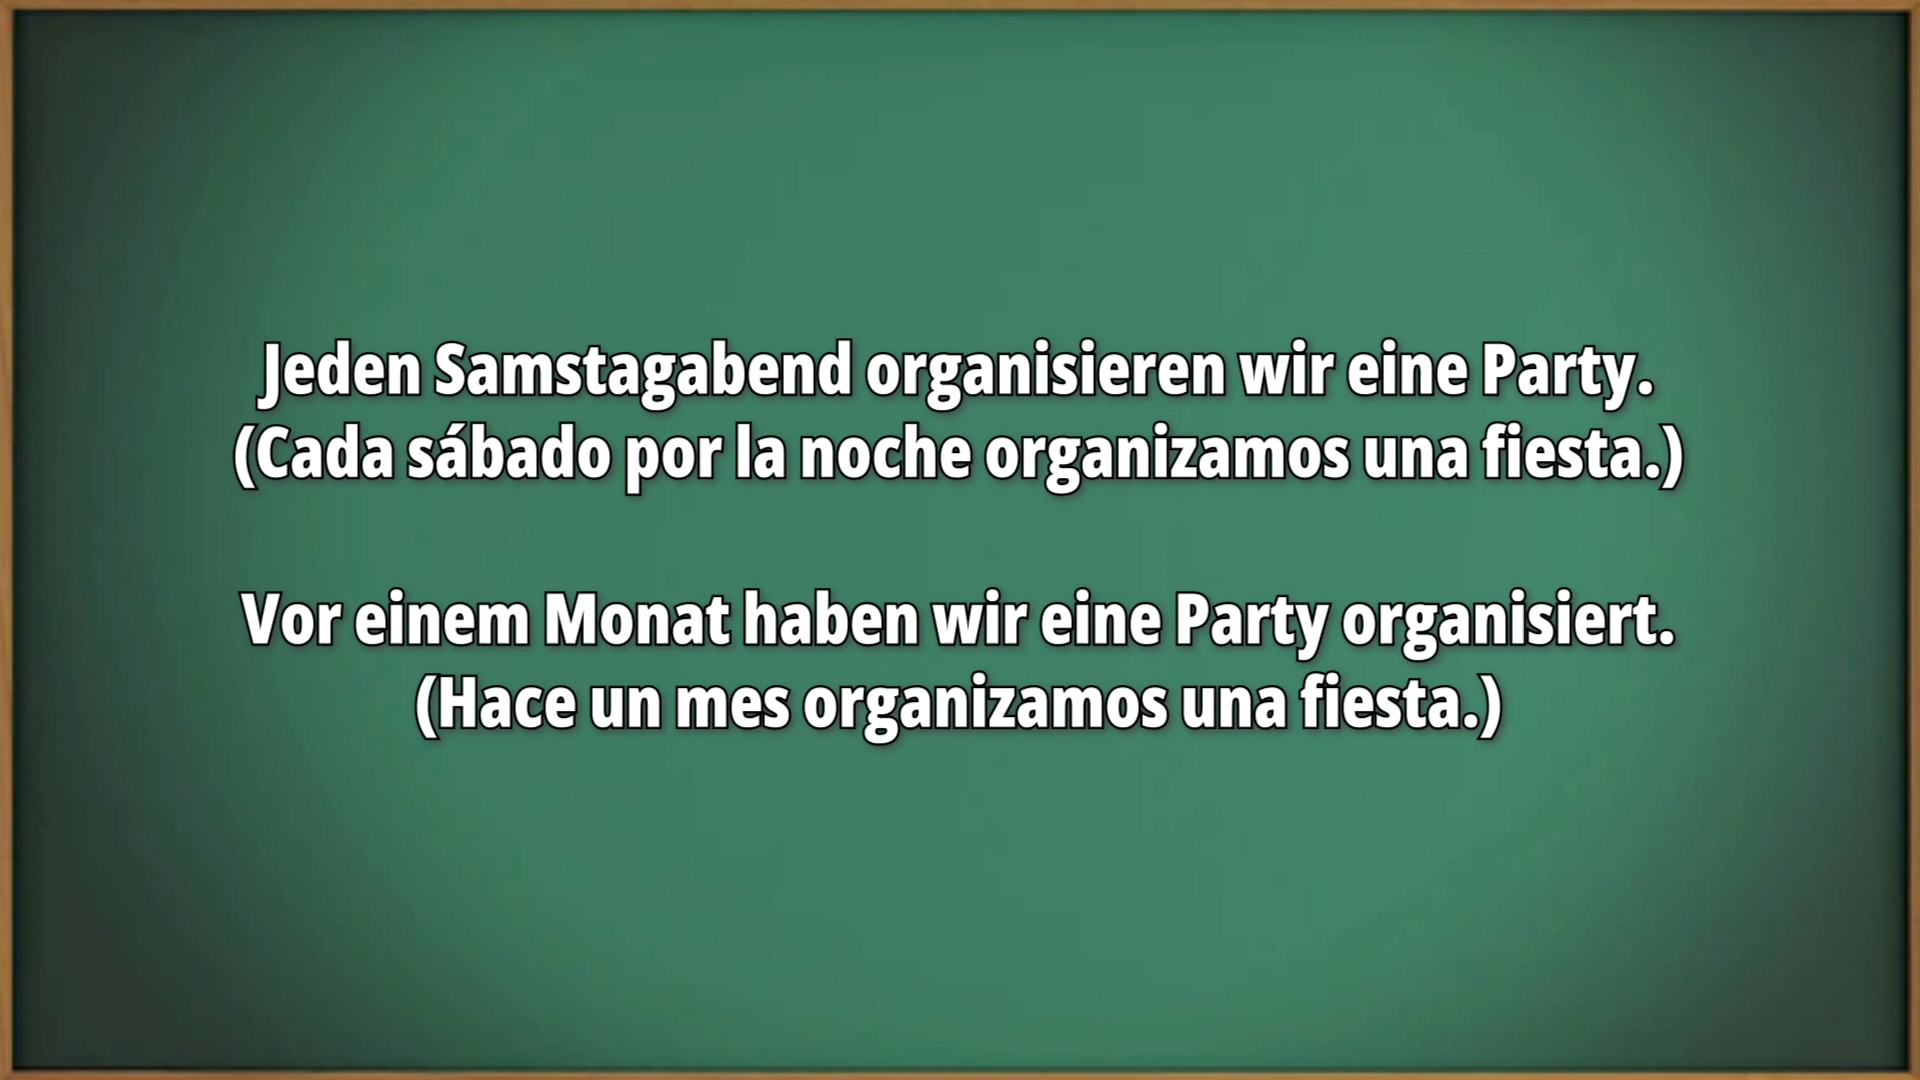 Jeden Samstagabend organisieren wir eine Party.
(Cada sábado por la noche organizamos una fiesta.)
Vor einem Monat haben wir eine Party organisiert.
(Hace un mes organizamos una fiesta.)